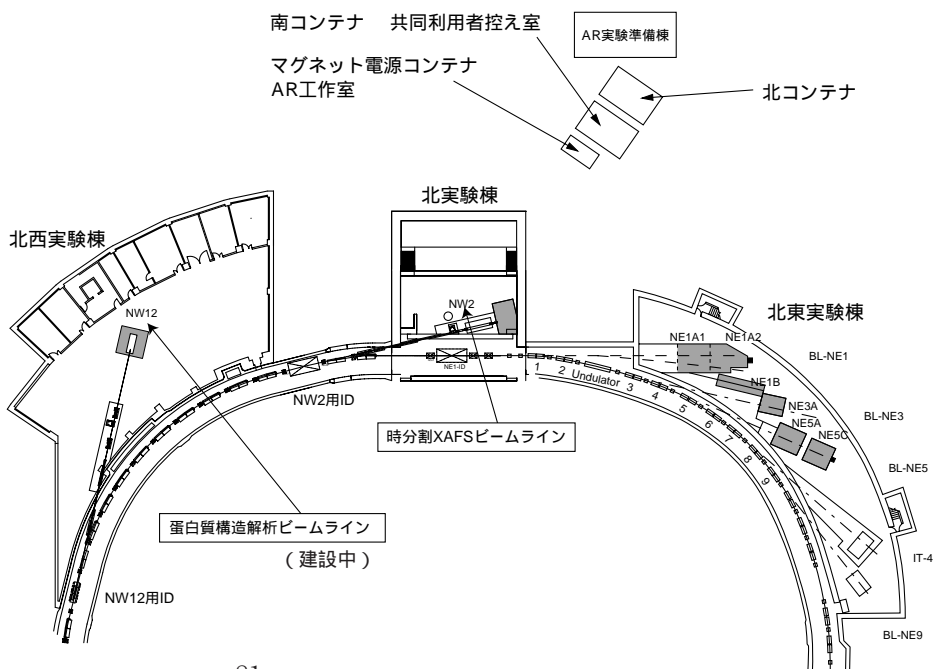 南コンテナ 共同利用者控え室
AR実験準備棟
マグネット電源コンテナ
AR工作室
北コンテナ
北実験棟
北西実験棟
北東実験棟
NW12
NW2
NE1A1
NE1A2
BL-NE1
NE1-ID
1
2
Undulator
3
4
5
6
7
8
9
NE1B
NE3A
BL-NE3
NE5A
NE5C
NW2用ID
時分割XAFSビームライン
BL-NE5
蛋白質構造解析ビームライン
（建設中）
IT-4
NW12用ID
BL-NE9